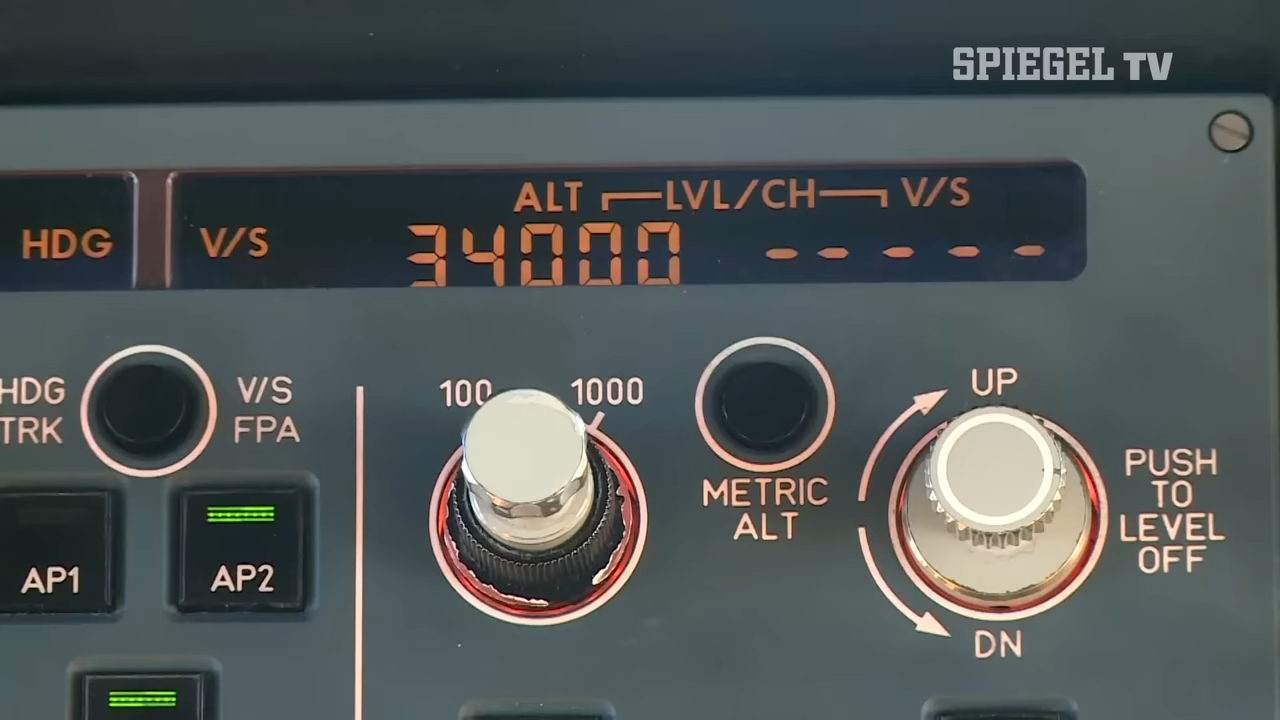 SPIEGEL TV
ALT LVL/CH V/S
HDG V/S 34000 -----
HDG
TRK
V/S
FPA
100 1000
METRIC
ALT
UP
PUSH
TO
LEVEL
OFF
DN
AP1
AP2